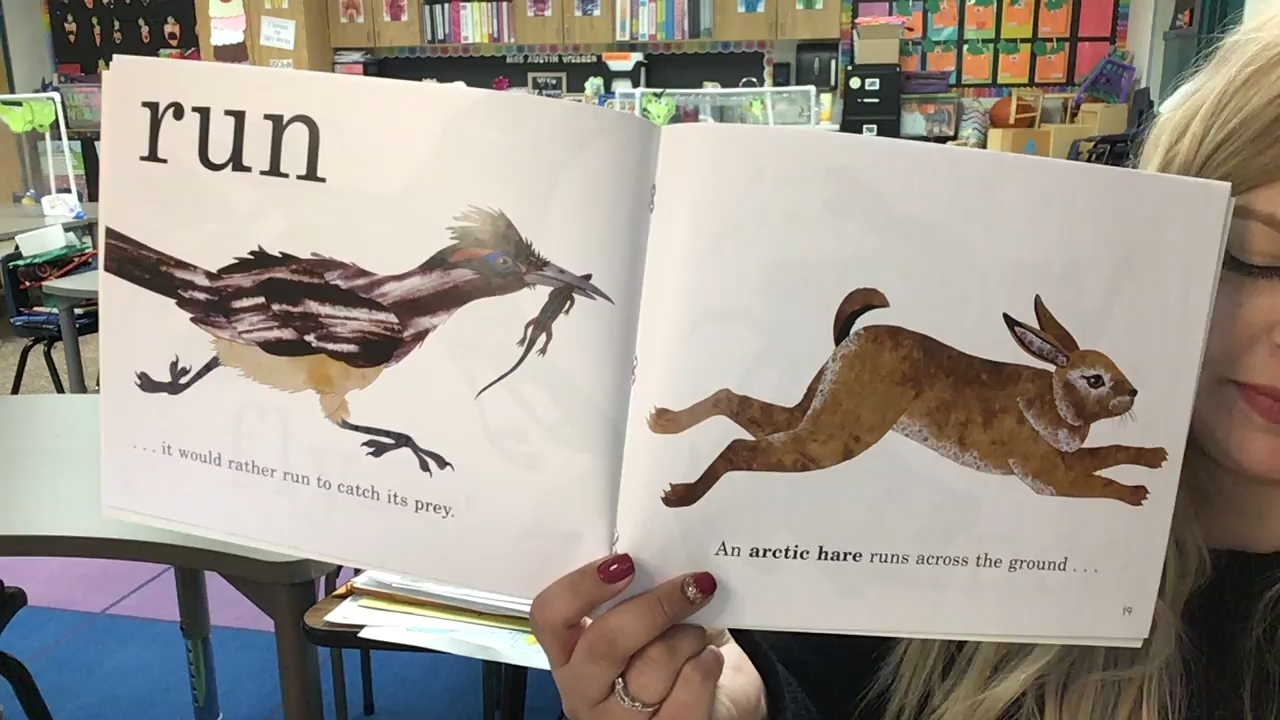 run
. . . it would rather run to catch its prey.
An arctic hare runs across the ground . . .
19